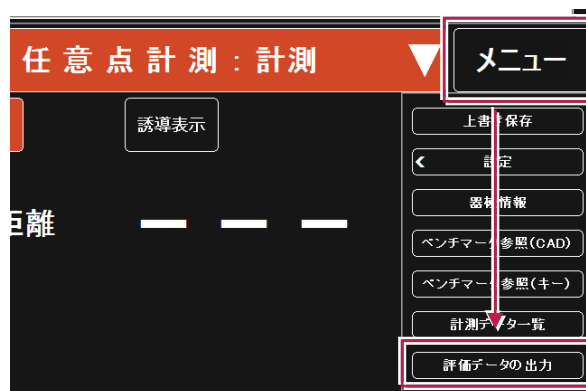 任意点計測：計測 ▼ メニュー
誘導表示
上書き保存
設定
距離 ― ― ―
器械情報
ベンチマーク参照(CAD)
ベンチマーク参照(キー)
計測データ一覧
評価データの出力